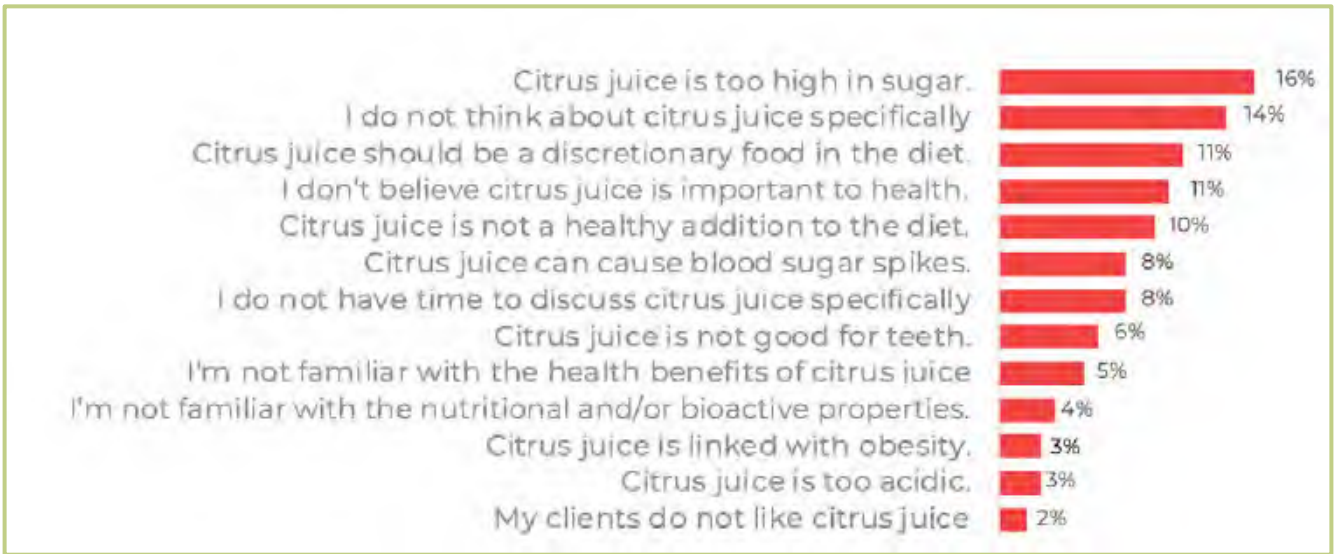 Citrus juice is too high in sugar. 16%
I do not think about citrus juice specifically 14%
Citrus juice should be a discretionary food in the diet. 11%
I don't believe citrus juice is important to health. 11%
Citrus juice is not a healthy addition to the diet. 10%
Citrus juice can cause blood sugar spikes. 8%
I do not have time to discuss citrus juice specifically 8%
Citrus juice is not good for teeth. 6%
I'm not familiar with the health benefits of citrus juice 5%
I'm not familiar with the nutritional and/or bioactive properties. 4%
Citrus juice is linked with obesity. 3%
Citrus juice is too acidic. 3%
My clients do not like citrus juice 2%